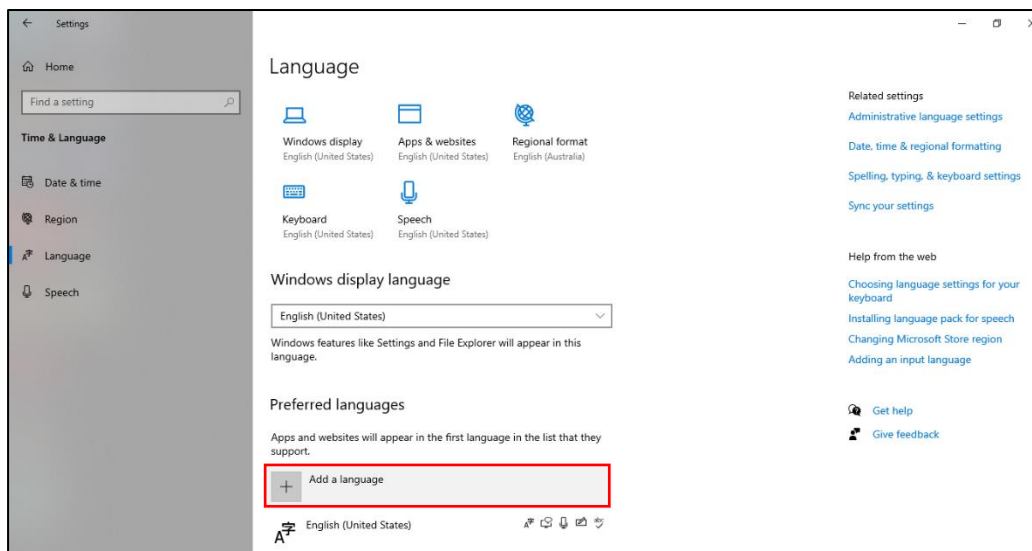 Settings
Home
Find a setting
Time & Language
Date & time
Region
Language
Speech
Language
Windows display
English (United States)
Apps & websites
English (United States)
Regional format
English (Australia)
Keyboard
English (United States)
Speech
English (United States)
Windows display language
English (United States)
Windows features like Settings and File Explorer will appear in this
language.
Preferred languages
Apps and websites will appear in the first language in the list that they
support.
Add a language
English (United States)
Related settings
Administrative language settings
Date, time & regional formatting
Spelling, typing, & keyboard settings
Sync your settings
Help from the web
Choosing language settings for your
keyboard
Installing language pack for speech
Changing Microsoft Store region
Adding an input language
Get help
Give feedback